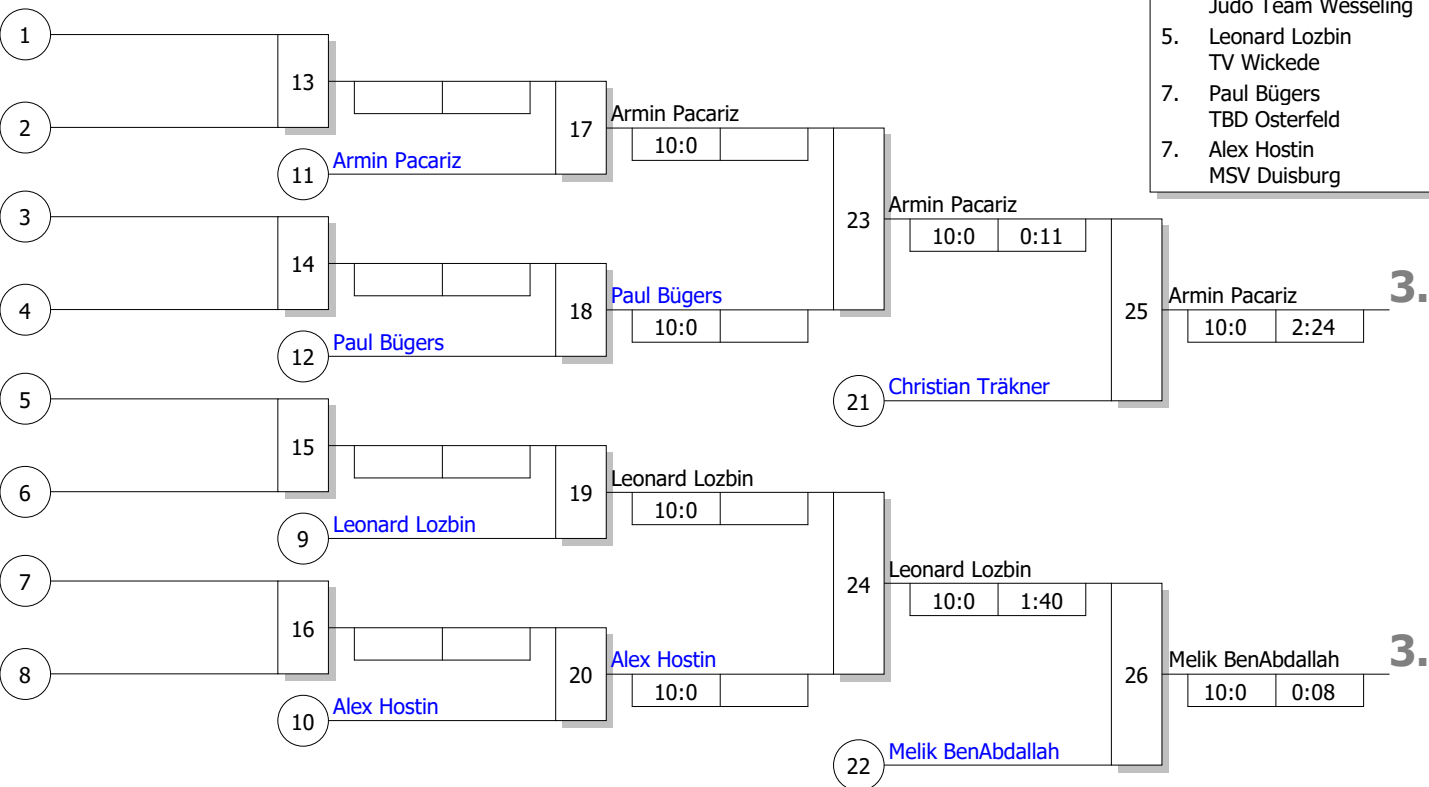 Judo Team Wesseling
5. Leonard Lozbin
TV Wickede
7. Paul Bügers
TBD Osterfeld
7. Alex Hostin
MSV Duisburg
1
2
13
11
Armin Pacariz
17
Armin Pacariz
10:0
3
4
14
12
Paul Bügers
18
Paul Bügers
10:0
23
Armin Pacariz
10:0 0:11
21
Christian Träkner
25
Armin Pacariz
10:0 2:24
3.
5
6
15
9
Leonard Lozbin
19
Leonard Lozbin
10:0
7
8
16
10
Alex Hostin
20
Alex Hostin
10:0
24
Leonard Lozbin
10:0 1:40
22
Melik BenAbdallah
26
Melik BenAbdallah
10:0 0:08
3.